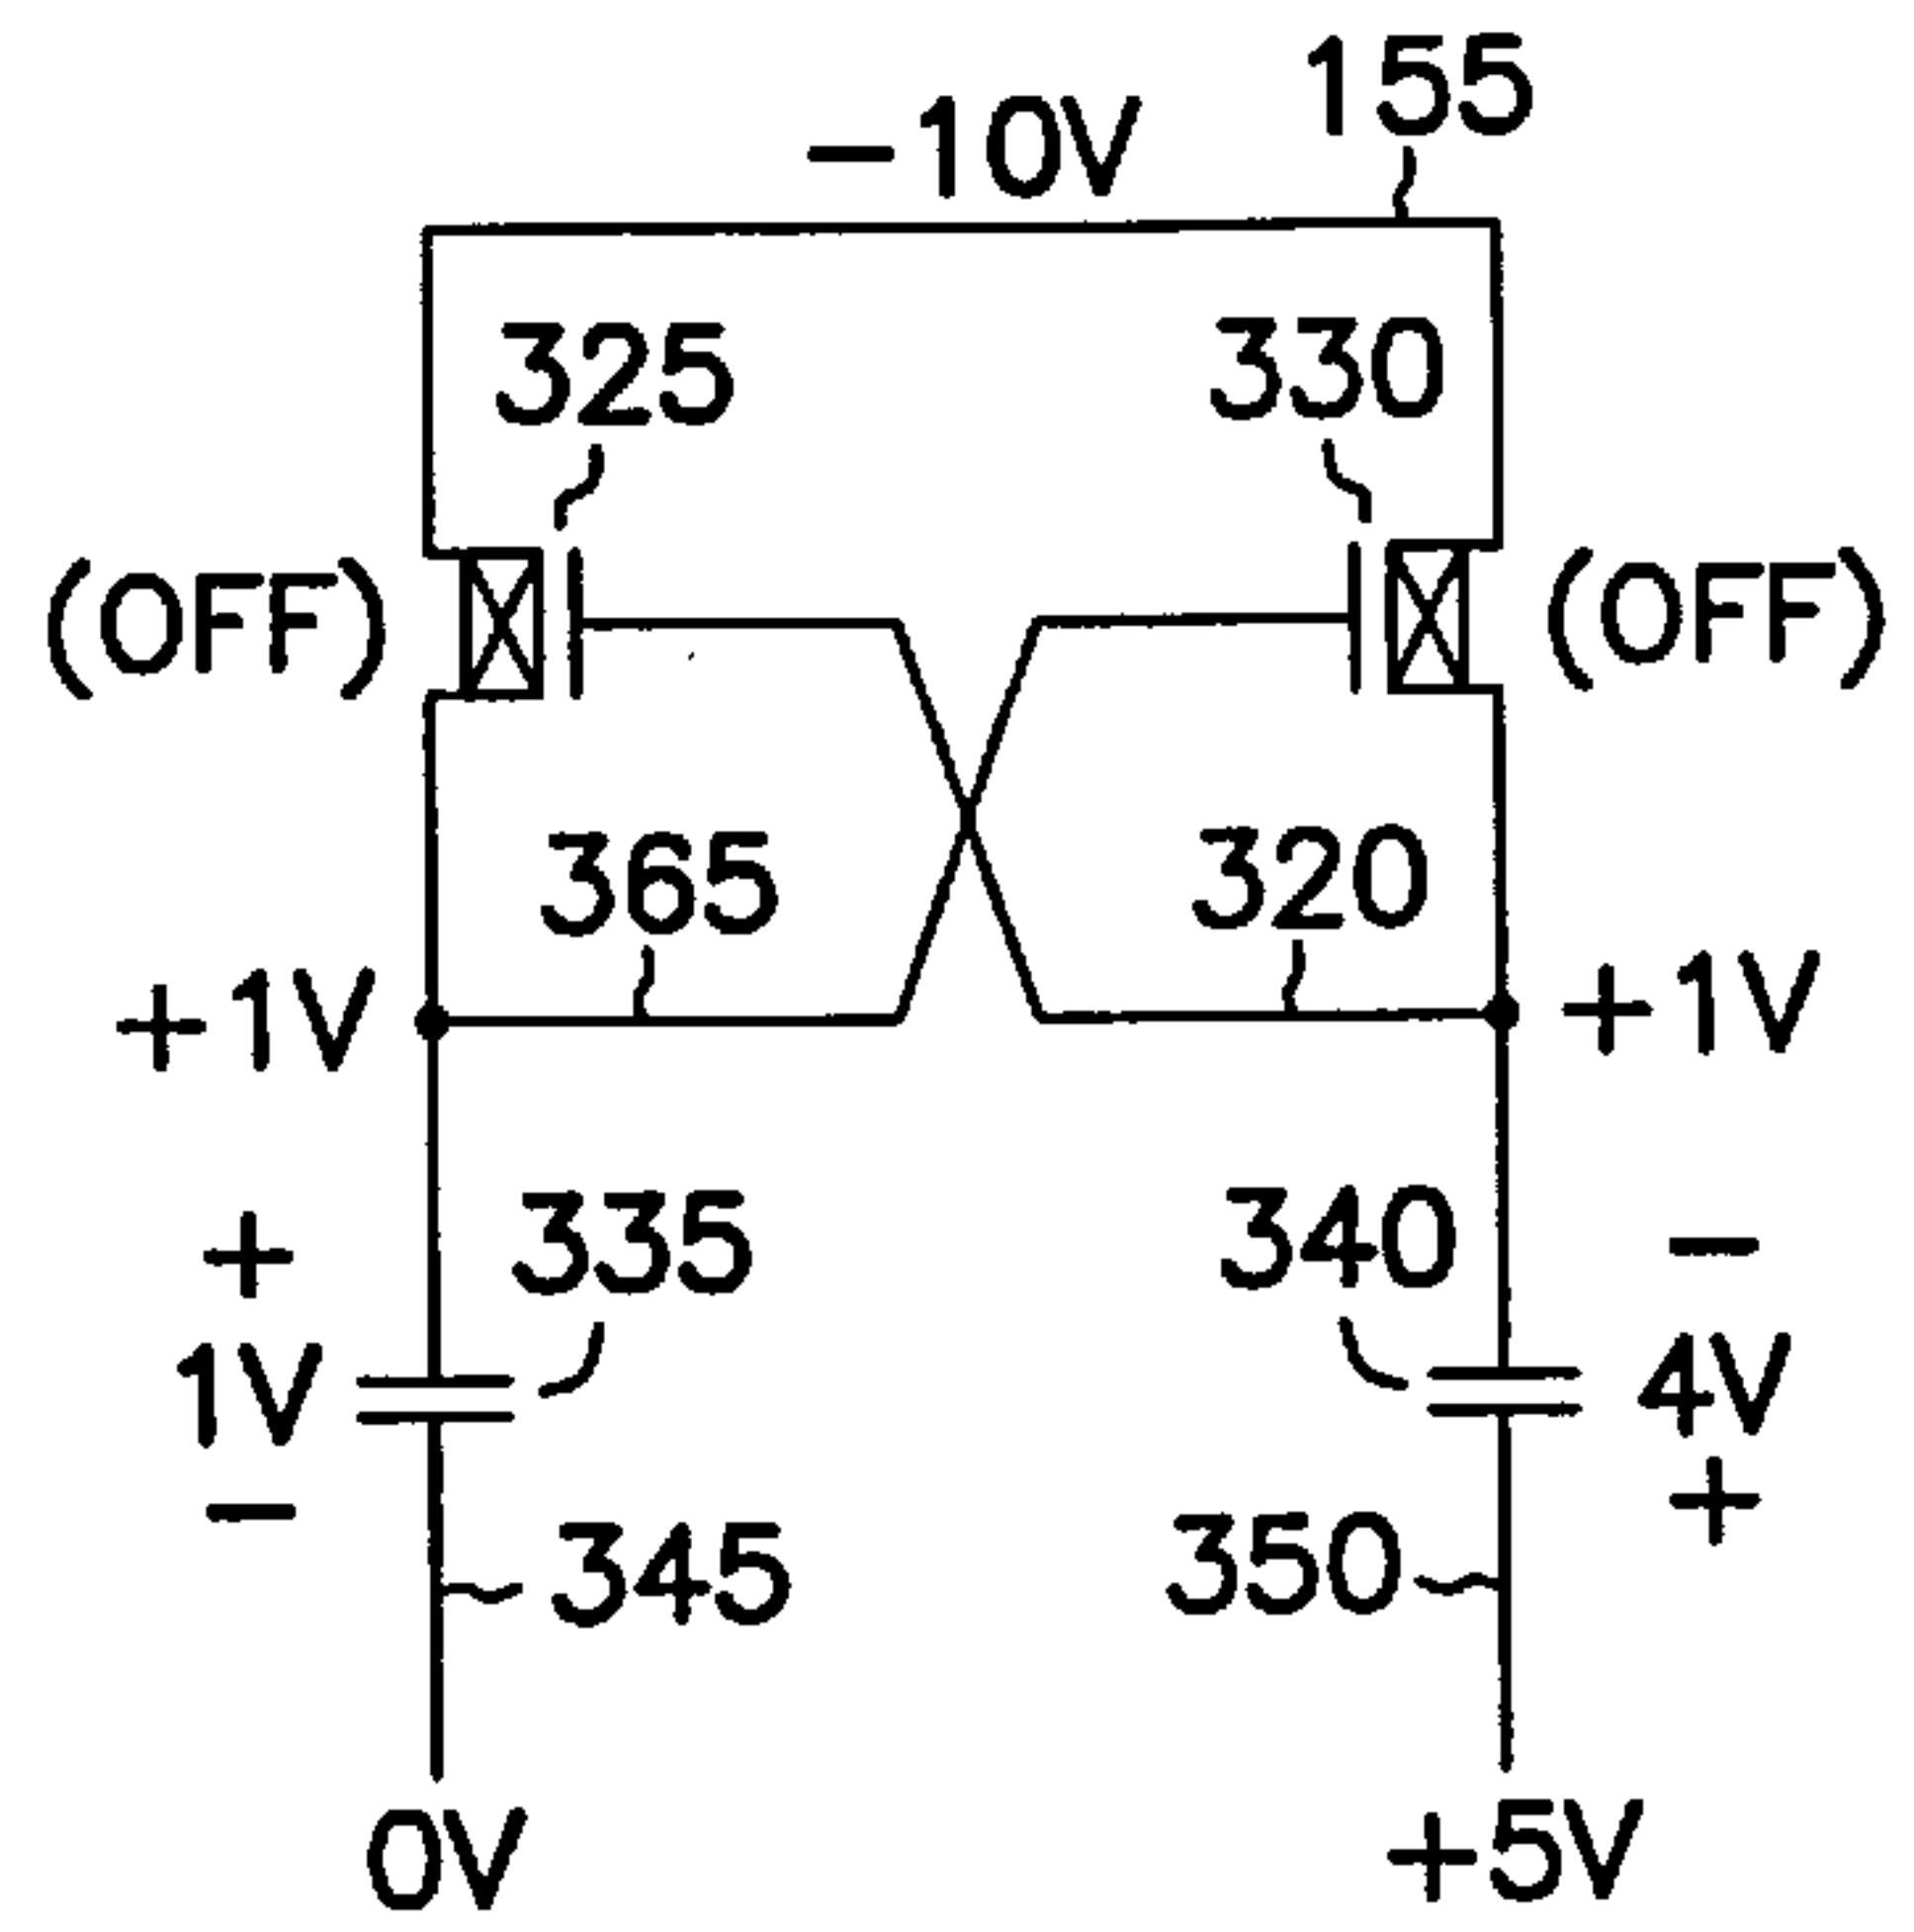 155
-10V
325 330
(OFF) (OFF)
365 320
+1V +1V
+ 335 340 -
1V 4V
- +
345 350
0V +5V